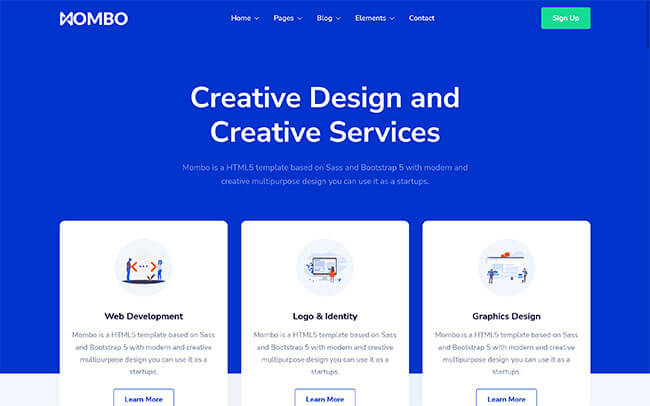 MOMBO Home Pages Blog Elements Contact Sign Up
Creative Design and
Creative Services
Mombo is a HTML5 template based on Sass and Bootstrap 5 with modern and
creative multipurpose design you can use it as a startups.
Web Development
Mombo is a HTML5 template based on Sass
and Bootstrap 5 with modern and creative
multipurpose design you can use it as a
startups.
Learn More
Logo & Identity
Mombo is a HTML5 template based on Sass
and Bootstrap 5 with modern and creative
multipurpose design you can use it as a
startups.
Learn More
Graphics Design
Mombo is a HTML5 template based on Sass
and Bootstrap 5 with modern and creative
multipurpose design you can use it as a
startups.
Learn More